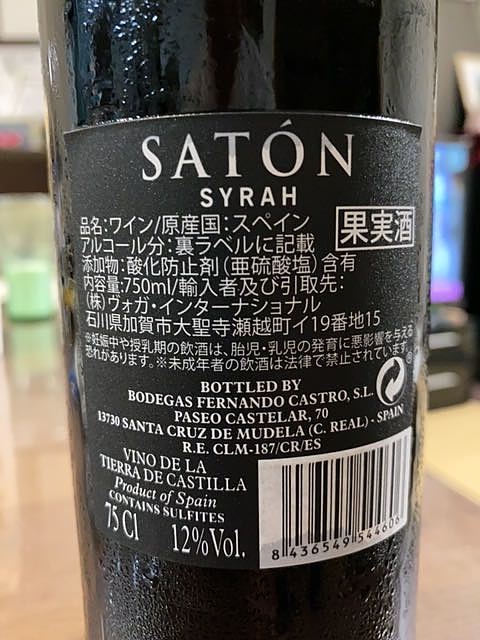 SATÓN
SYRAH
品名:ワイン/原産国:スペイン
アルコール分:裏ラベルに記載
果実酒
添加物:酸化防止剤(亜硫酸塩)含有
内容量:750ml/輸入者及び引取先:
(株)ヴォガ・インターナショナル
石川県加賀市大聖寺瀬越町イ19番地15
※妊娠中や授乳期の飲酒は、胎児・乳児の発育に悪影響を与える
恐れがあります。※未成年者の飲酒は法律で禁止されています。
BOTTLED BY
BODEGAS FERNANDO CASTRO, S.L.
PASEO CASTELAR, 70
13730 SANTA CRUZ DE MUDELA (C. REAL) - SPAIN
R.E. CLM-187/CR/ES
VINO DE LA
TIERRA DE CASTILLA
Product of Spain
CONTAINS SULFITES
75 Cl 12%Vol.
8 436549 544606